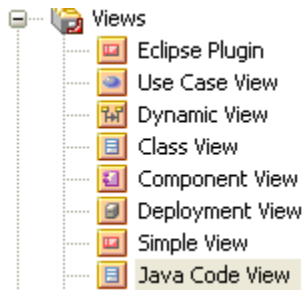 Views
Eclipse Plugin
Use Case View
Dynamic View
Class View
Component View
Deployment View
Simple View
Java Code View